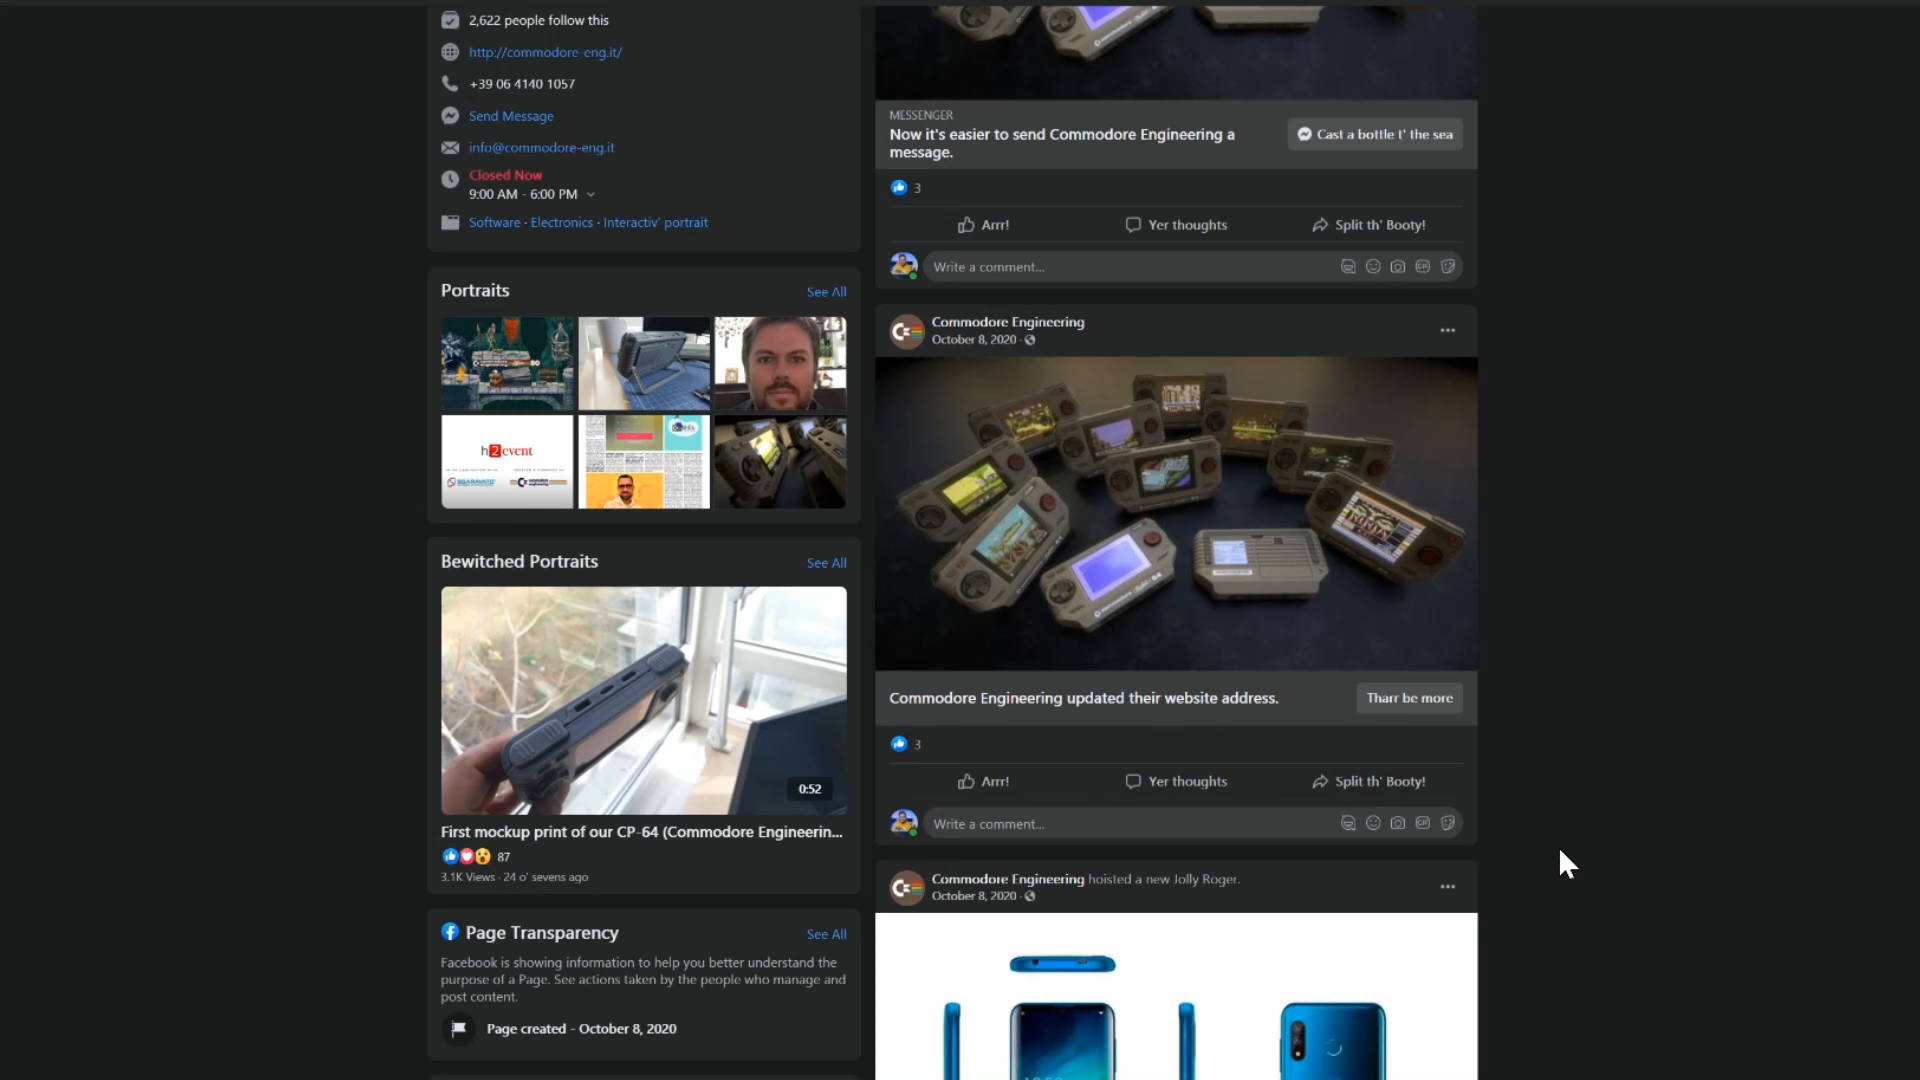 2,622 people follow this
http://commodore-eng.it/
+39 06 4140 1057
Send Message
info@commodore-eng.it
Closed Now
9:00 AM - 6:00 PM
Software · Electronics · Interactiv' portrait
Portraits
See All
h2event
Bewitched Portraits
See All
0:52
First mockup print of our CP-64 (Commodore Engineerin...
87
3.1K Views · 24 o' sevens ago
Page Transparency
See All
Facebook is showing information to help you better understand the
purpose of a Page. See actions taken by the people who manage and
post content.
Page created - October 8, 2020
MESSENGER
Now it's easier to send Commodore Engineering a
message.
Cast a bottle t' the sea
3
Arrr!
Yer thoughts
Split th' Booty!
Write a comment...
Commodore Engineering
October 8, 2020 ·
Commodore Engineering updated their website address.
Tharr be more
3
Arrr!
Yer thoughts
Split th' Booty!
Write a comment...
Commodore Engineering hoisted a new Jolly Roger.
October 8, 2020 ·